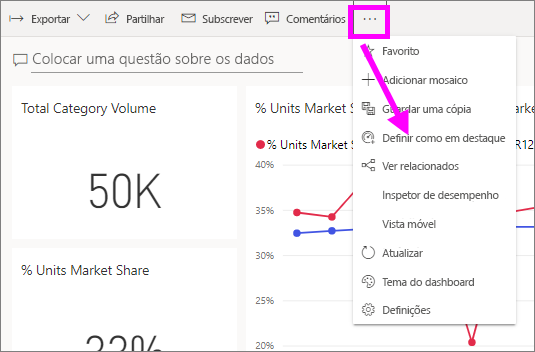 Exportar Partilhar Subscrever Comentários ...
Colocar uma questão sobre os dados
Favorito
Adicionar mosaico
Guardar uma cópia
Definir como em destaque
Ver relacionados
Inspetor de desempenho
Vista móvel
Atualizar
Tema do dashboard
Definições
Total Category Volume
50K
% Units Market Share
33%
% Units Market Sh
% Units Market S R12
40%
35%
30%
25%
20%